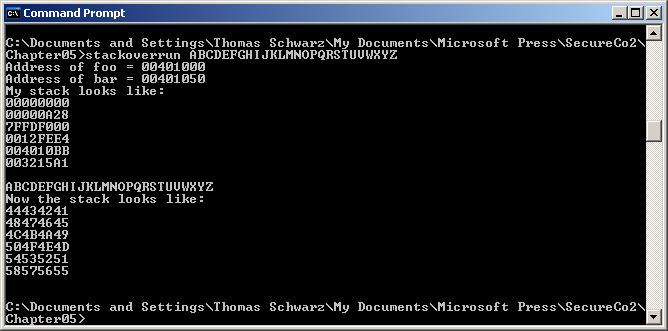 Command Prompt
C:\Documents and Settings\Thomas Schwarz\My Documents\Microsoft Press\SecureCo2\
Chapter05>stackoverrun ABCDEFGHIJKLMNOPQRSTUVWXYZ
Address of foo = 00401000
Address of bar = 00401050
My stack looks like:
00000000
00000A28
7FFDF000
0012FEE4
004010BB
003215A1
ABCDEFGHIJKLMNOPQRSTUVWXYZ
Now the stack looks like:
44434241
48474645
4C4B4A49
504F4E4D
54535251
58575655
C:\Documents and Settings\Thomas Schwarz\My Documents\Microsoft Press\SecureCo2\
Chapter05>